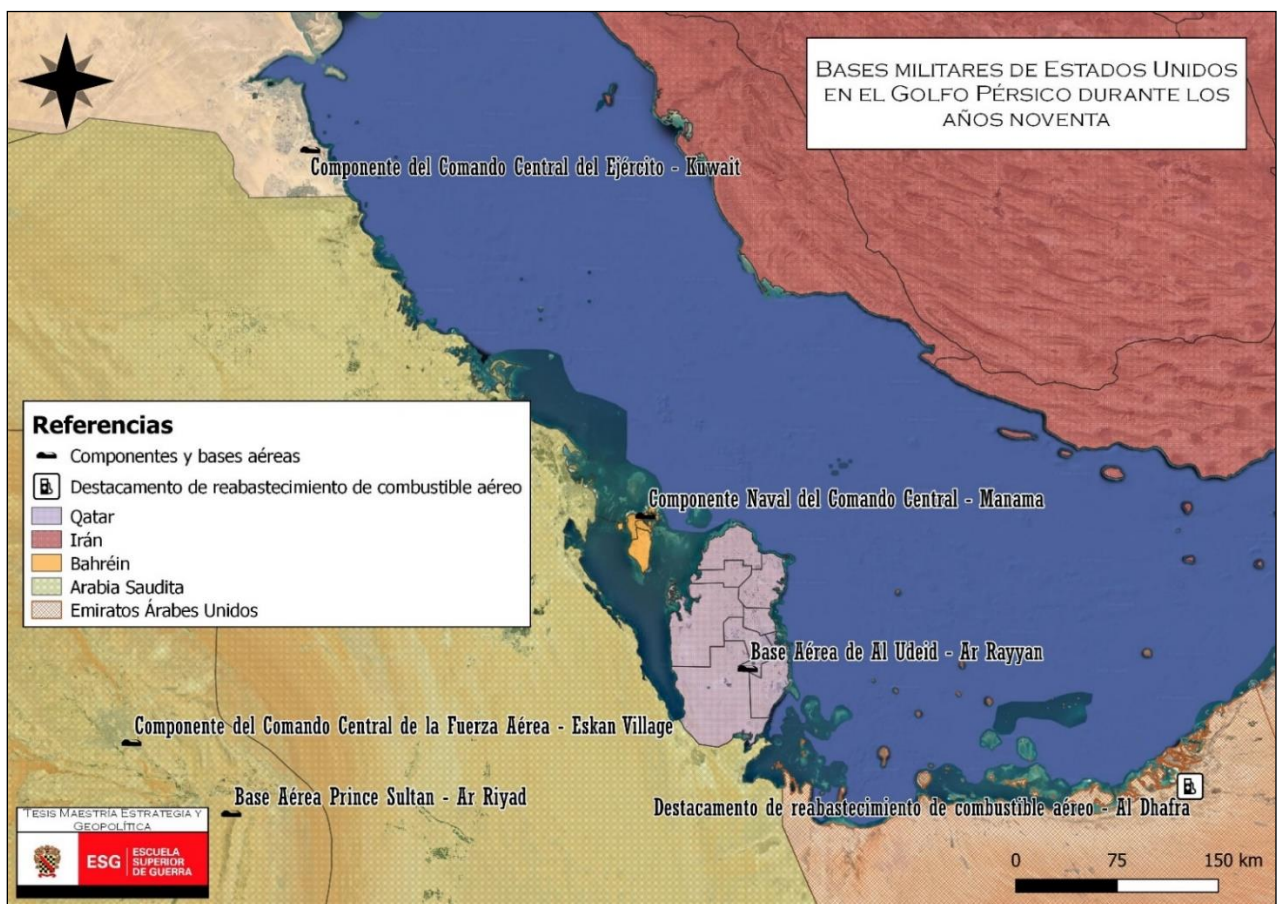 BASES MILITARES DE ESTADOS UNIDOS
EN EL GOLFO PÉRSICO DURANTE LOS
AÑOS NOVENTA
Componente del Comando Central del Ejército - Kuwait
Referencias
Componentes y bases aéreas
Destacamento de reabastecimiento de combustible aéreo
Qatar
Irán
Bahréin
Arabia Saudita
Emiratos Árabes Unidos
Componente Naval del Comando Central - Manama
Base Aérea de Al Udeid - Ar Rayyan
Componente del Comando Central de la Fuerza Aérea - Eskan Village
Base Aérea Prince Sultan - Ar Riyad
Destacamento de reabastecimiento de combustible aéreo - Al Dhafra
TESIS MAESTRÍA ESTRATEGIA Y
GEOPOLÍTICA
ESG
ESCUELA
SUPERIOR
DE GUERRA
0 75 150 km